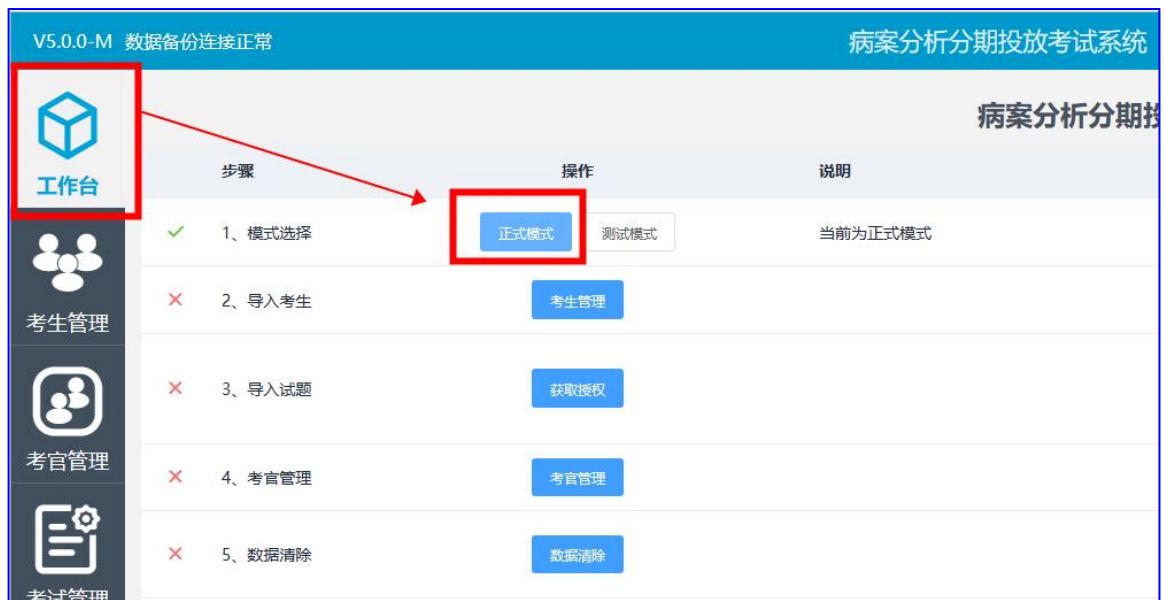 V5.0.0-M 数据备份连接正常
病案分析分期投放考试系统
工作台
考生管理
考官管理
考试管理
病案分析分期投
步骤 操作 说明
1、模式选择 正式模式 测试模式 当前为正式模式
2、导入考生 考生管理
3、导入试题 获取授权
4、考官管理 考官管理
5、数据清除 数据清除